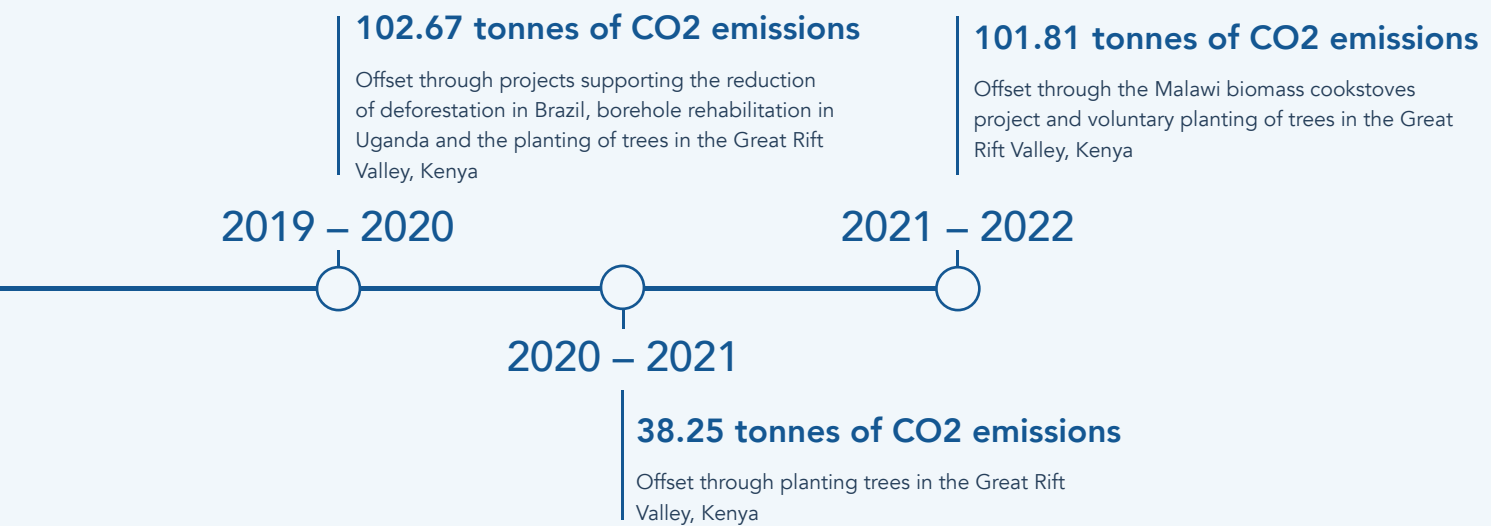 102.67 tonnes of CO2 emissions
Offset through projects supporting the reduction
of deforestation in Brazil, borehole rehabilitation in
Uganda and the planting of trees in the Great Rift
Valley, Kenya
2019 – 2020
101.81 tonnes of CO2 emissions
Offset through the Malawi biomass cookstoves
project and voluntary planting of trees in the Great
Rift Valley, Kenya
2021 – 2022
2020 – 2021
38.25 tonnes of CO2 emissions
Offset through planting trees in the Great Rift
Valley, Kenya